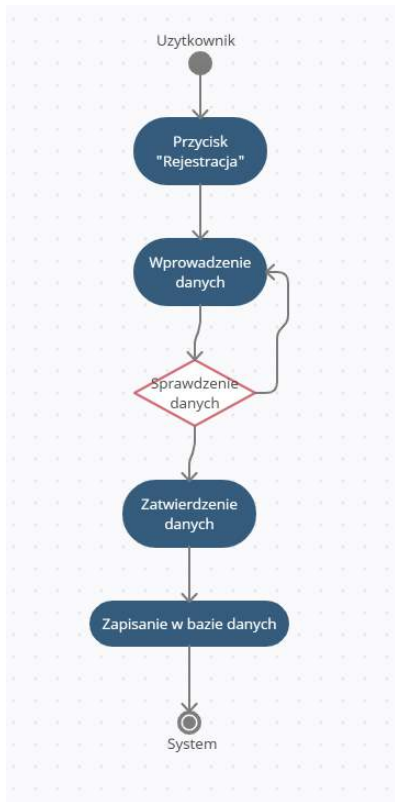 Uzytkownik
Przycisk
"Rejestracja"
Wprowadzenie
danych
Sprawdzenie
danych
Zatwierdzenie
danych
Zapisanie w bazie danych
System